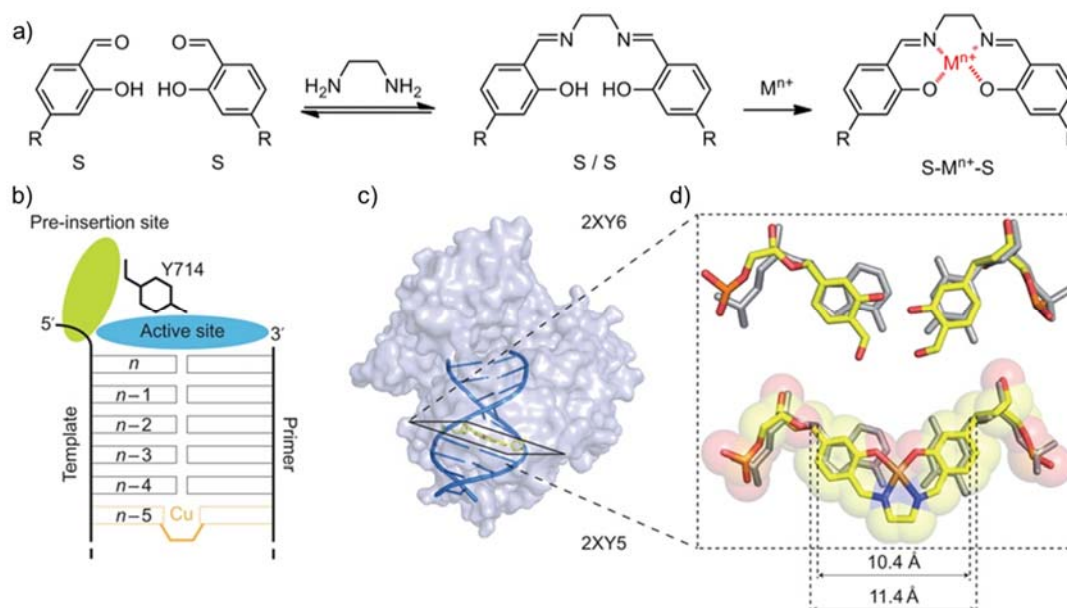 a)
O
O
OH
HO
R
R
S
S
H2N
NH2
N
N
OH
HO
R
R
S / S
Mn+
N
N
Mn+
O
O
R
R
S-Mn+-S
b)
Pre-insertion site
Y714
5′
Active site
3′
n
n−1
n−2
n−3
n−4
n−5
Cu
Template
Primer
c)
2XY6
2XY5
d)
10.4 Å
11.4 Å